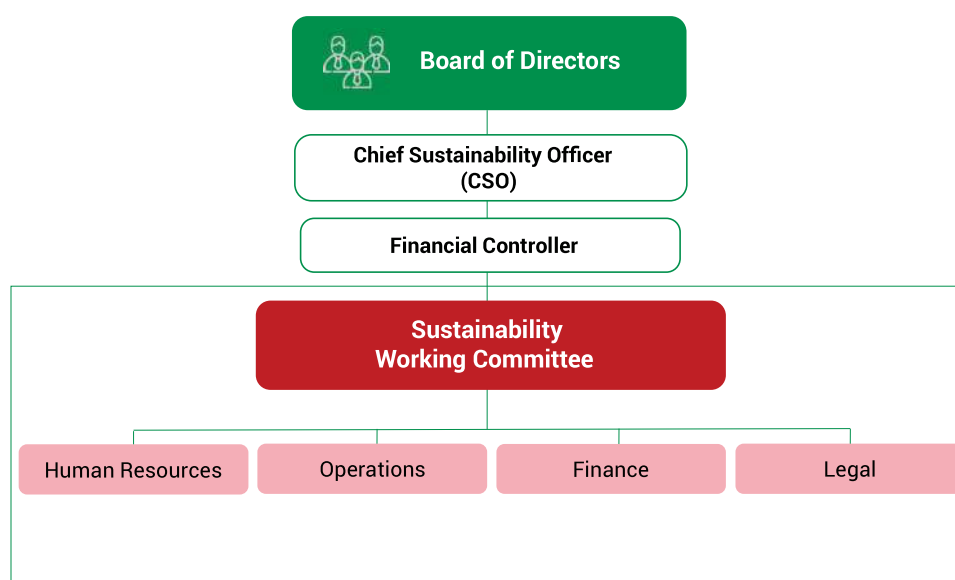 Board of Directors
Chief Sustainability Officer
(CSO)
Financial Controller
Sustainability
Working Committee
Human Resources
Operations
Finance
Legal